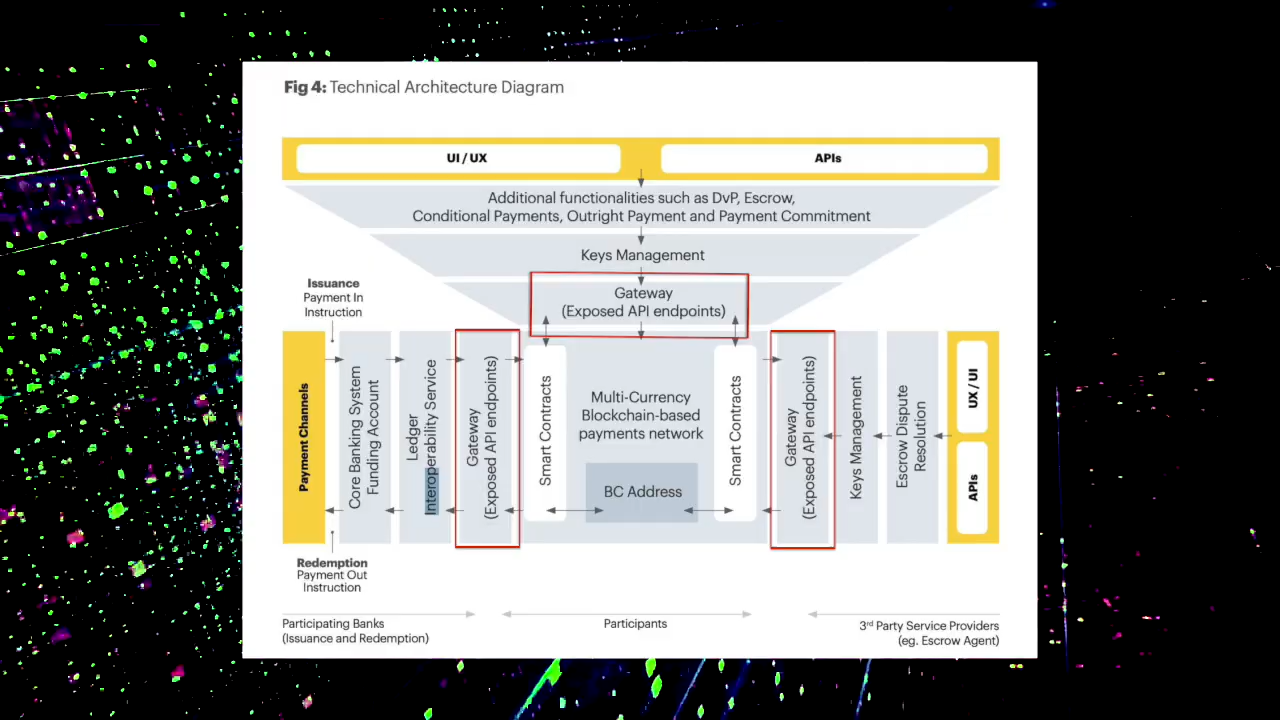 Fig 4: Technical Architecture Diagram
UI / UX
APIs
Additional functionalities such as DvP, Escrow,
Conditional Payments, Outright Payment and Payment Commitment
Keys Management
Gateway
(Exposed API endpoints)
Issuance
Payment In
Instruction
Payment Channels
Core Banking System
Funding Account
Ledger
Interoperability Service
Gateway
(Exposed API endpoints)
Smart Contracts
Multi-Currency
Blockchain-based
payments network
BC Address
Smart Contracts
Gateway
(Exposed API endpoints)
Keys Management
Escrow Dispute
Resolution
UX / UI
APIs
Redemption
Payment Out
Instruction
Participating Banks
(Issuance and Redemption)
Participants
3rd Party Service Providers
(eg. Escrow Agent)